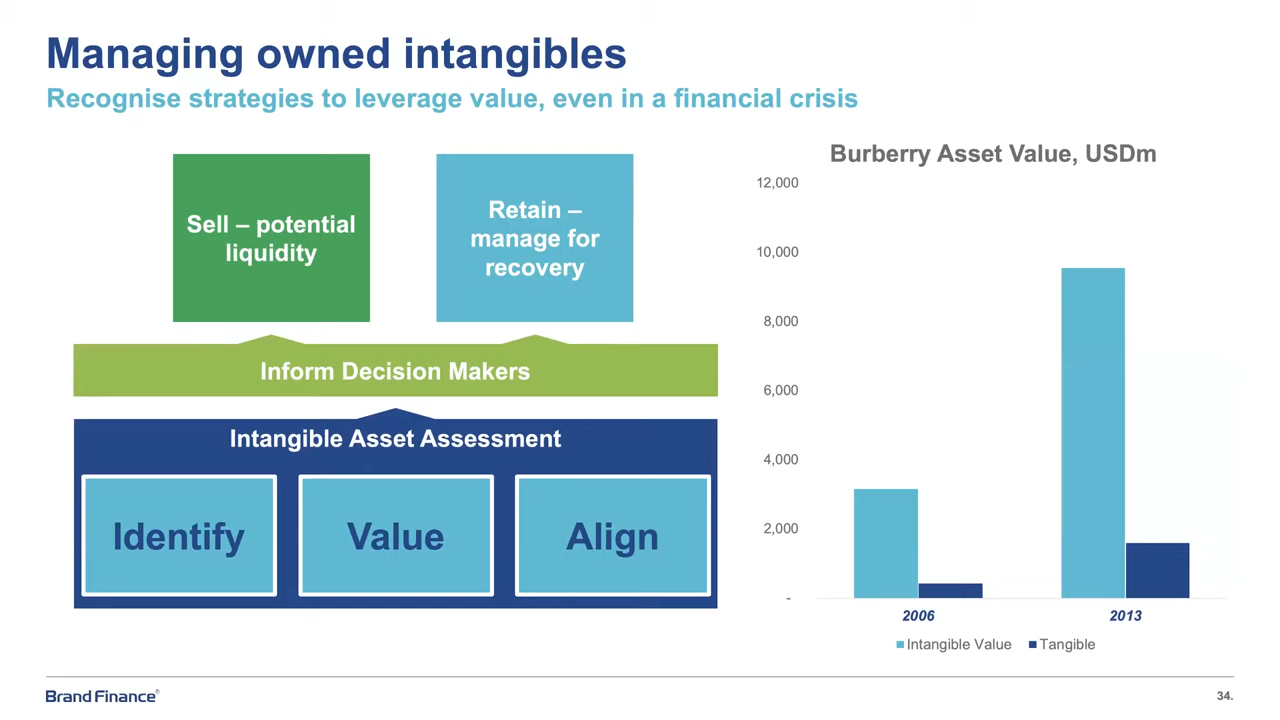 Managing owned intangibles
Recognise strategies to leverage value, even in a financial crisis
Sell – potential
liquidity
Retain –
manage for
recovery
Inform Decision Makers
Intangible Asset Assessment
Identify
Value
Align
Burberry Asset Value, USDm
12,000
10,000
8,000
6,000
4,000
2,000
-
2006
2013
Intangible Value
Tangible
Brand Finance®
34.